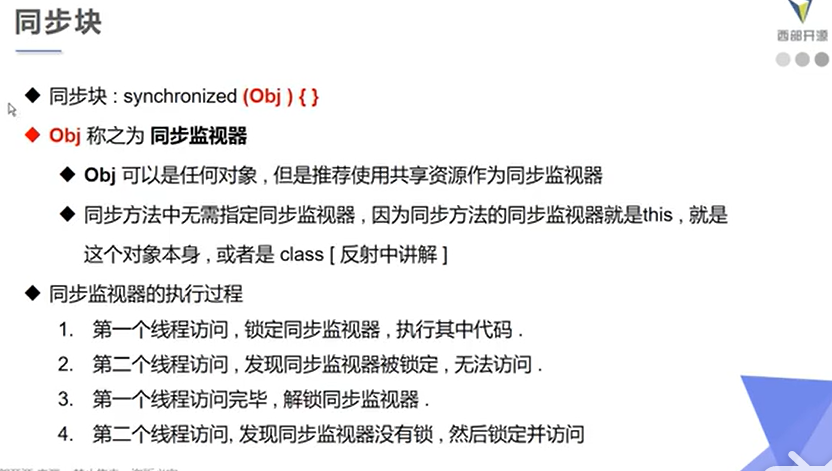 同步块
西部开源
同步块 : synchronized (Obj ) { }
Obj 称之为 同步监视器
Obj 可以是任何对象 , 但是推荐使用共享资源作为同步监视器
同步方法中无需指定同步监视器 , 因为同步方法的同步监视器就是this , 就是
这个对象本身 , 或者是 class [ 反射中讲解 ]
同步监视器的执行过程
1. 第一个线程访问 , 锁定同步监视器 , 执行其中代码 .
2. 第二个线程访问 , 发现同步监视器被锁定 , 无法访问 .
3. 第一个线程访问完毕 , 解锁同步监视器 .
4. 第二个线程访问, 发现同步监视器没有锁 , 然后锁定并访问